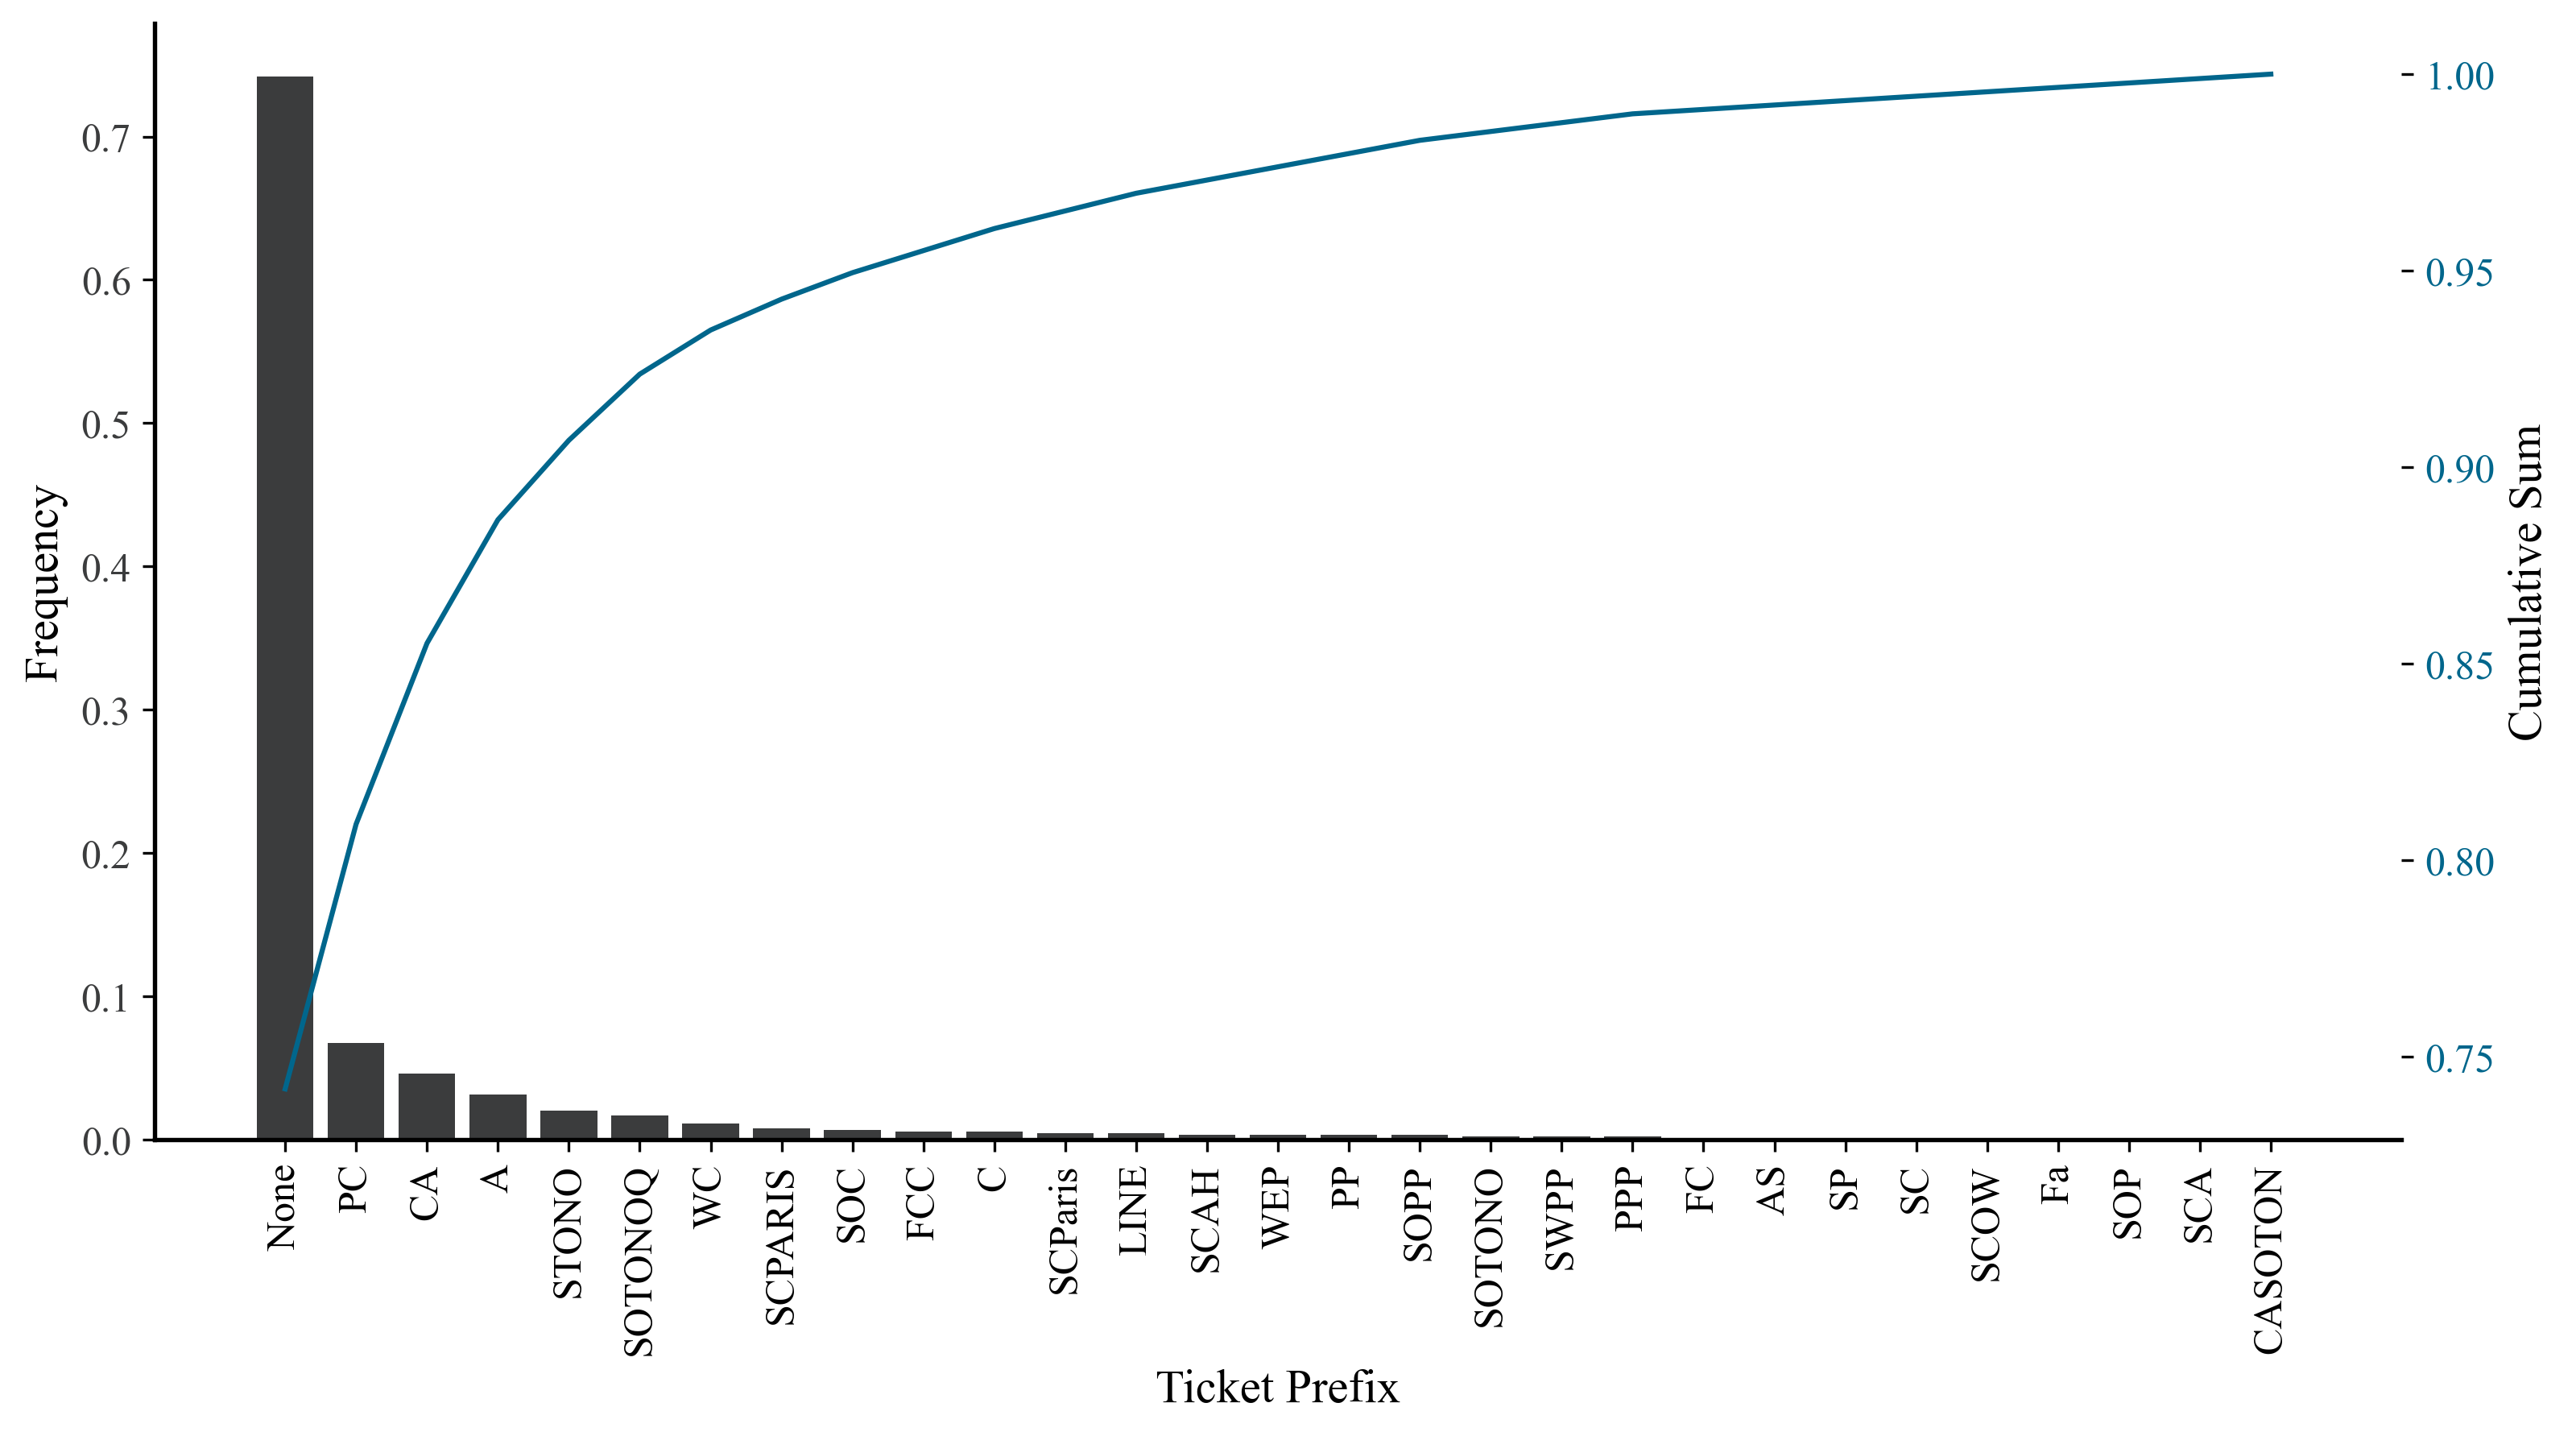 Frequency
0.7
0.6
0.5
0.4
0.3
0.2
0.1
0.0
1.00
0.95
0.90
0.85
0.80
0.75
Cumulative Sum
None
PC
CA
A
STONO
SOTONOQ
WC
SCPARIS
SOC
FCC
C
SCParis
LINE
SCAH
WEP
PP
SOPP
SOTONO
SWPP
PPP
FC
AS
SP
SC
SCOW
Fa
SOP
SCA
CASOTON
Ticket Prefix